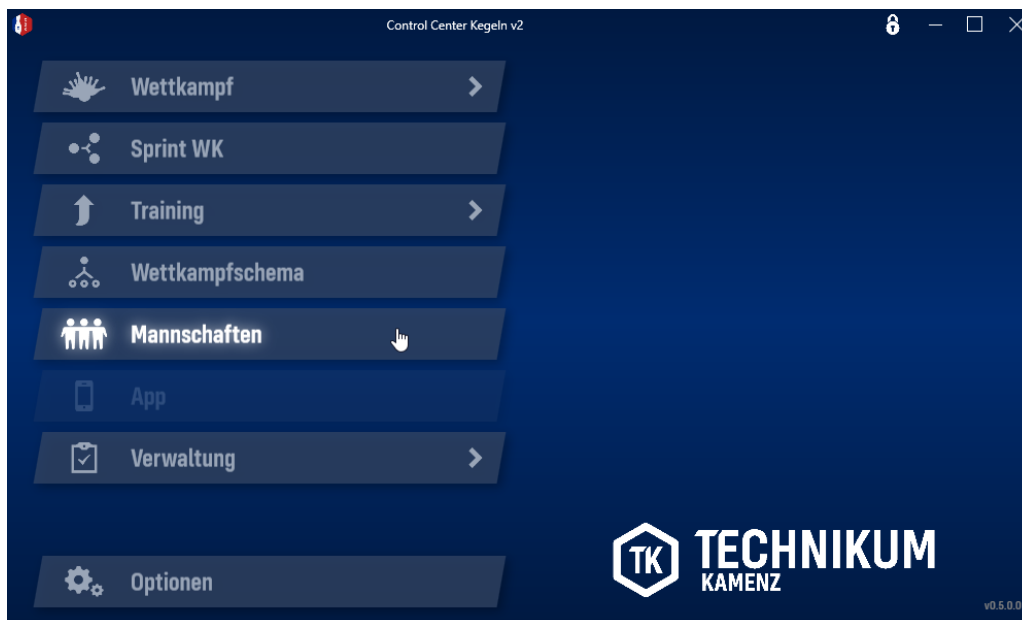 Control Center Kegeln v2
Wettkampf
Sprint WK
Training
Wettkampfschema
Mannschaften
App
Verwaltung
Optionen
TK
TECHNIKUM
KAMENZ
v0.5.0.0